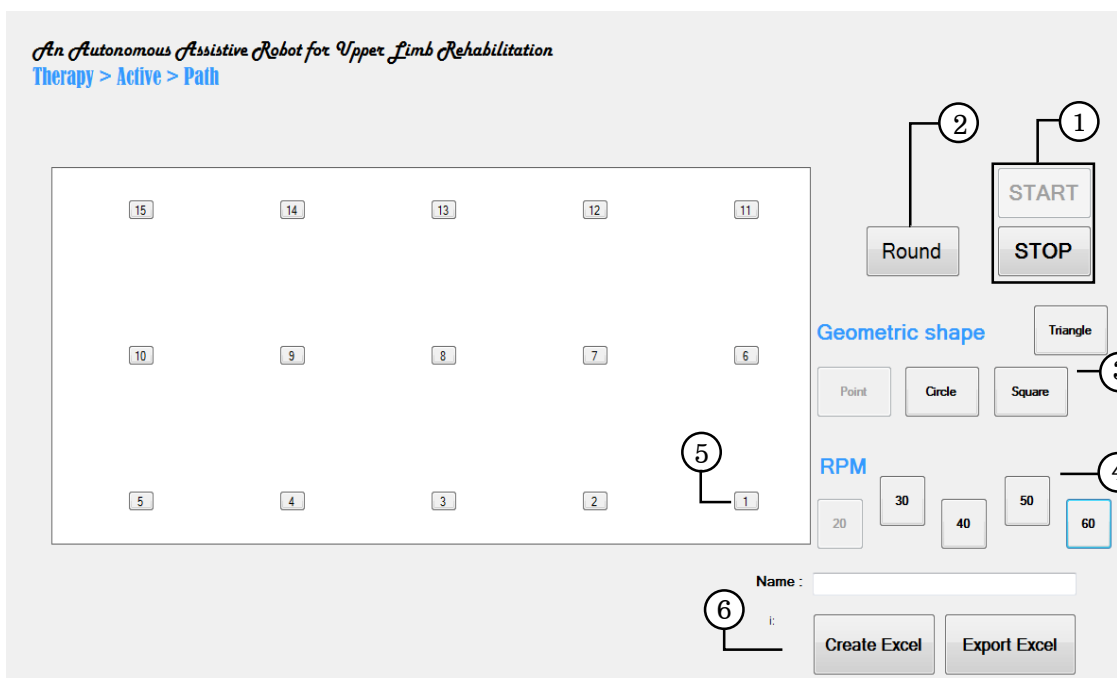 An Autonomous Assistive Robot for Upper Limb Rehabilitation
Therapy > Active > Path
2 1
START
15 14 13 12 11
Round STOP
Geometric shape Triangle
10 9 8 7 6
3
Point Circle Square
5
RPM 4
5 4 3 2 1
30 50
20 40 60
Name :
6 i:
Create Excel Export Excel